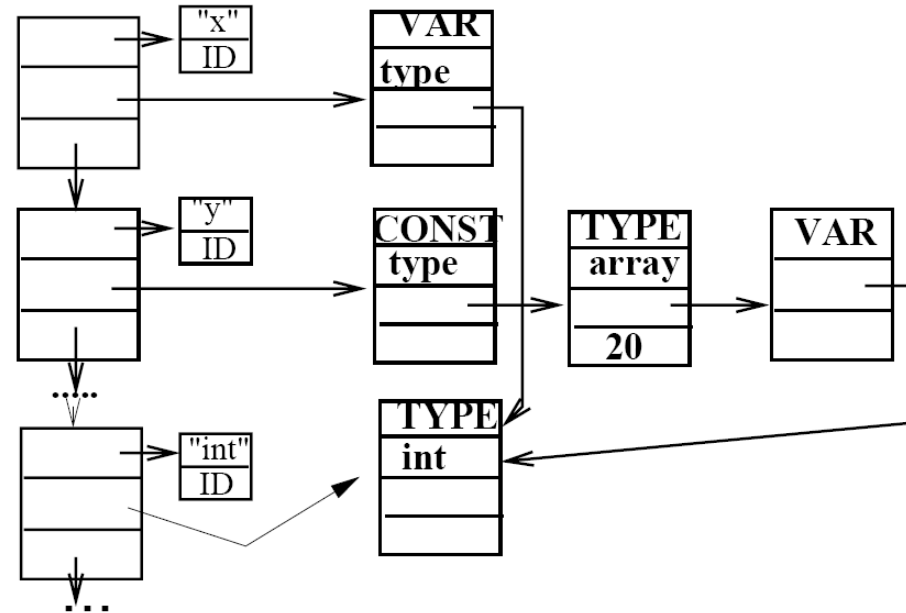 "x"
ID
VAR
type
"y"
ID
CONST
type
TYPE
array
20
VAR
.....
"int"
ID
TYPE
int
...